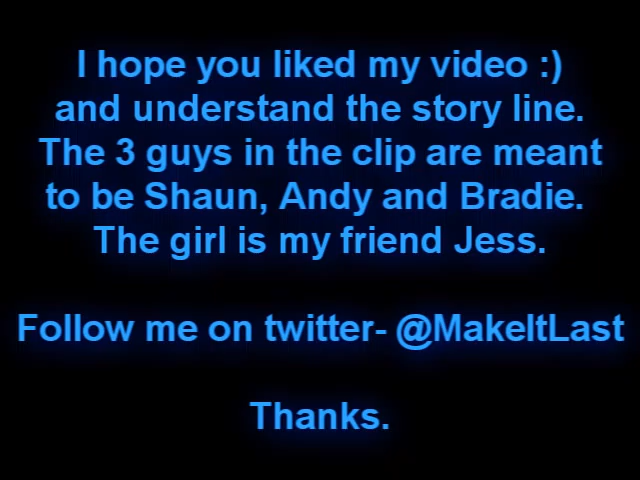 I hope you liked my video :)
and understand the story line.
The 3 guys in the clip are meant
to be Shaun, Andy and Bradie.
The girl is my friend Jess.
Follow me on twitter- @MakeItLast
Thanks.